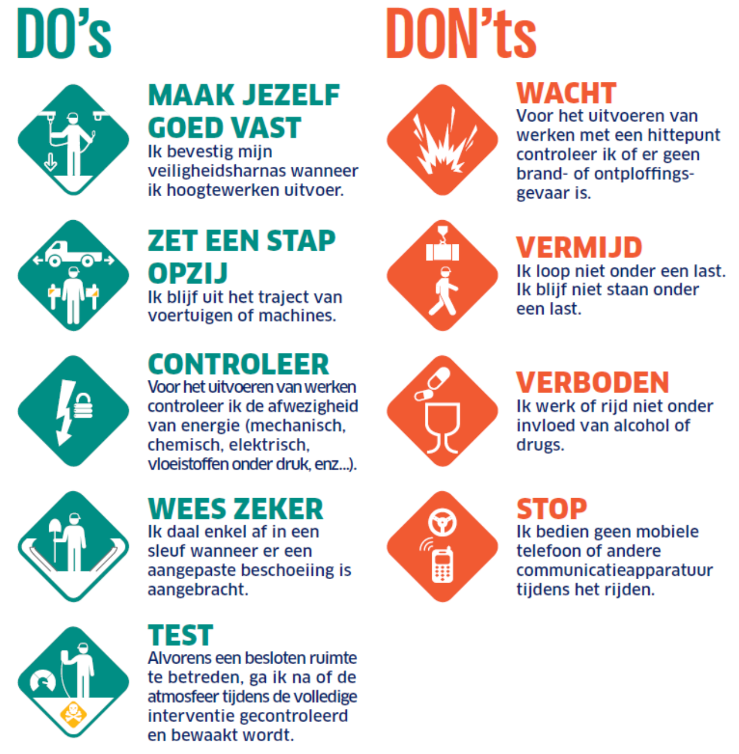 DO's
MAAK JEZELF
GOED VAST
Ik bevestig mijn
veiligheidsharnas wanneer
ik hoogtewerken uitvoer.
ZET EEN STAP
OPZIJ
Ik blijf uit het traject van
voertuigen of machines.
CONTROLEER
Voor het uitvoeren van werken
controleer ik de afwezigheid
van energie (mechanisch,
chemisch, elektrisch,
vloeistoffen onder druk, enz...).
WEES ZEKER
Ik daal enkel af in een
sleuf wanneer er een
aangepaste beschoeiing is
aangebracht.
TEST
Alvorens een besloten ruimte
te betreden, ga ik na of de
atmosfeer tijdens de volledige
interventie gecontroleerd
en bewaakt wordt.
DON'ts
WACHT
Voor het uitvoeren van
werken met een hittepunt
controleer ik of er geen
brand- of ontploffings-
gevaar is.
VERMIJD
Ik loop niet onder een last.
Ik blijf niet staan onder
een last.
VERBODEN
Ik werk of rijd niet onder
invloed van alcohol of
drugs.
STOP
Ik bedien geen mobiele
telefoon of andere
communicatieapparatuur
tijdens het rijden.